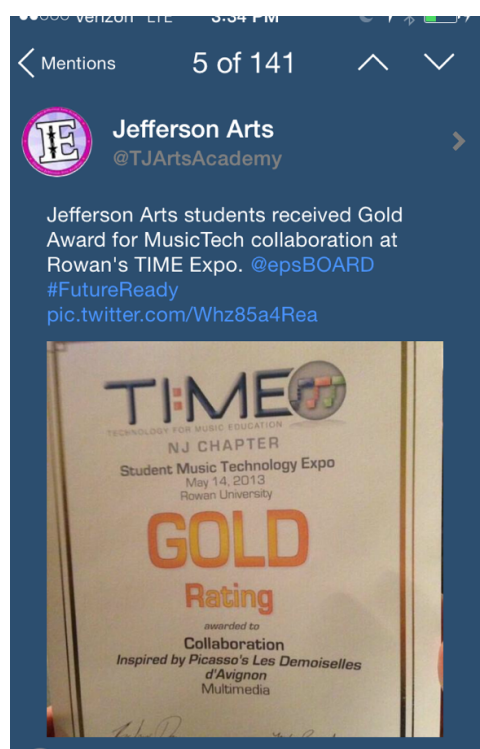 Verizon LTE 3:34 PM
Mentions 5 of 141
Jefferson Arts
@TJArtsAcademy
Jefferson Arts students received Gold
Award for MusicTech collaboration at
Rowan's TIME Expo. @epsBOARD
#FutureReady
pic.twitter.com/Whz85a4Rea
TI:ME
TECHNOLOGY FOR MUSIC EDUCATION
NJ CHAPTER
Student Music Technology Expo
May 14, 2013
Rowan University
GOLD
Rating
awarded to
Collaboration
Inspired by Picasso's Les Demoiselles
d'Avignon
Multimedia